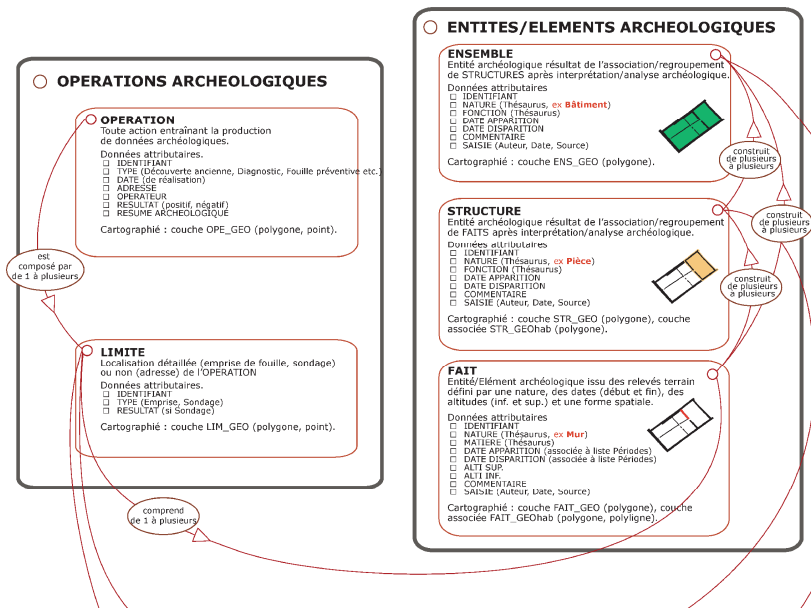 OPERATIONS ARCHEOLOGIQUES
OPERATION
Toute action entraînant la production
de données archéologiques.
Données attributaires.
IDENTIFIANT
TYPE (Découverte ancienne, Diagnostic, Fouille préventive etc.)
DATE (de réalisation)
ADRESSE
OPERATEUR
RESULTAT (positif, négatif)
RESUME ARCHEOLOGIQUE
Cartographié : couche OPE_GEO (polygone, point).
est
composé par
de 1 à plusieurs
LIMITE
Localisation détaillée (emprise de fouille, sondage)
ou non (adresse) de l'OPERATION
Données attributaires.
IDENTIFIANT
TYPE (Emprise, Sondage)
RESULTAT (si Sondage)
Cartographié : couche LIM_GEO (polygone, point).
comprend
de 1 à plusieurs
ENTITES/ELEMENTS ARCHEOLOGIQUES
ENSEMBLE
Entité archéologique résultat de l'association/regroupement
de STRUCTURES après interprétation/analyse archéologique.
Données attributaires
IDENTIFIANT
NATURE (Thésaurus, ex Bâtiment)
FONCTION (Thésaurus)
DATE APPARITION
DATE DISPARITION
COMMENTAIRE
SAISIE (Auteur, Date, Source)
Cartographié : couche ENS_GEO (polygone).
construit
de plusieurs
à plusieurs
STRUCTURE
Entité archéologique résultat de l'association/regroupement
de FAITS après interprétation/analyse archéologique.
Données attributaires
IDENTIFIANT
NATURE (Thésaurus, ex Pièce)
FONCTION (Thésaurus)
DATE APPARITION
DATE DISPARITION
COMMENTAIRE
SAISIE (Auteur, Date, Source)
Cartographié : couche STR_GEO (polygone), couche
associée STR_GEOhab (polygone).
construit
de plusieurs
à plusieurs
construit
de plusieurs
à plusieurs
FAIT
Entité/Elément archéologique issu des relevés terrain
défini par une nature, des dates (début et fin), des
altitudes (inf. et sup.) et une forme spatiale.
Données attributaires
IDENTIFIANT
NATURE (Thésaurus, ex Mur)
MATIERE (Thésaurus)
DATE APPARITION (associée à liste Périodes)
DATE DISPARITION (associée à liste Périodes)
ALTI SUP.
ALTI INF.
COMMENTAIRE
SAISIE (Auteur, Date, Source)
Cartographié : couche FAIT_GEO (polygone), couche
associée FAIT_GEOhab (polygone, polyligne).